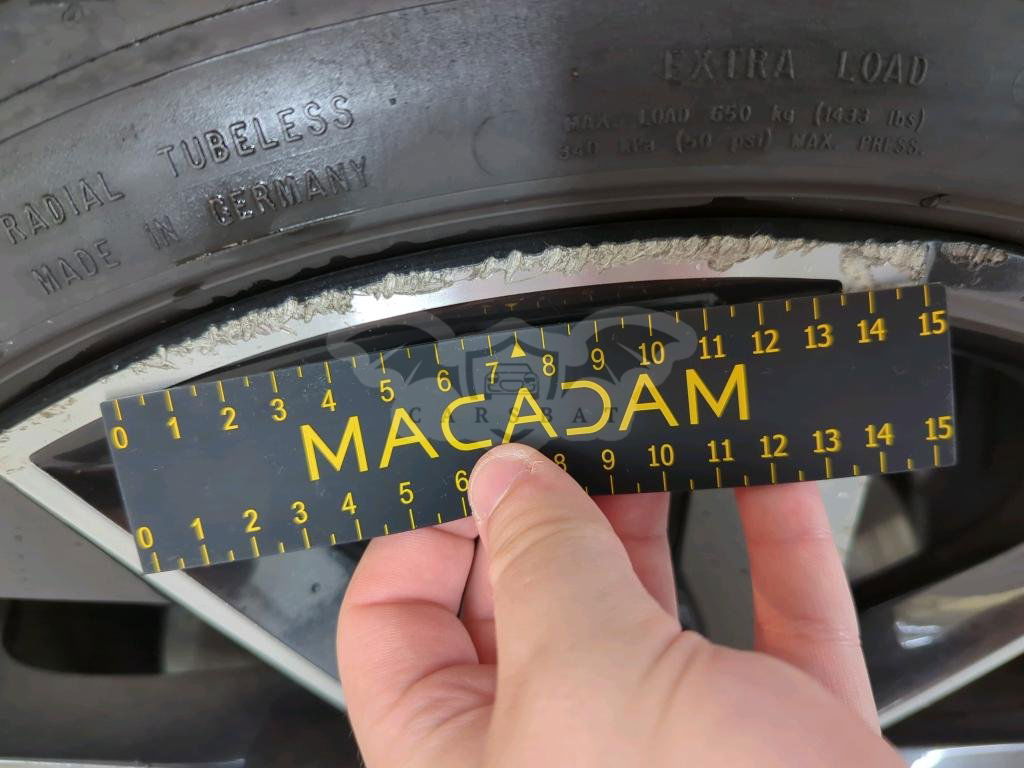 RADIAL TUBELESS
MADE IN GERMANY
EXTRA LOAD
MAX. LOAD 650 kg (1433 lbs)
340 kPa (50 psi) MAX. PRESS.
0 1 2 3 4 5 6 7 8 9 10 11 12 13 14 15
MACADAM
CARSBAT
0 1 2 3 4 5 6 8 9 10 11 12 13 14 15